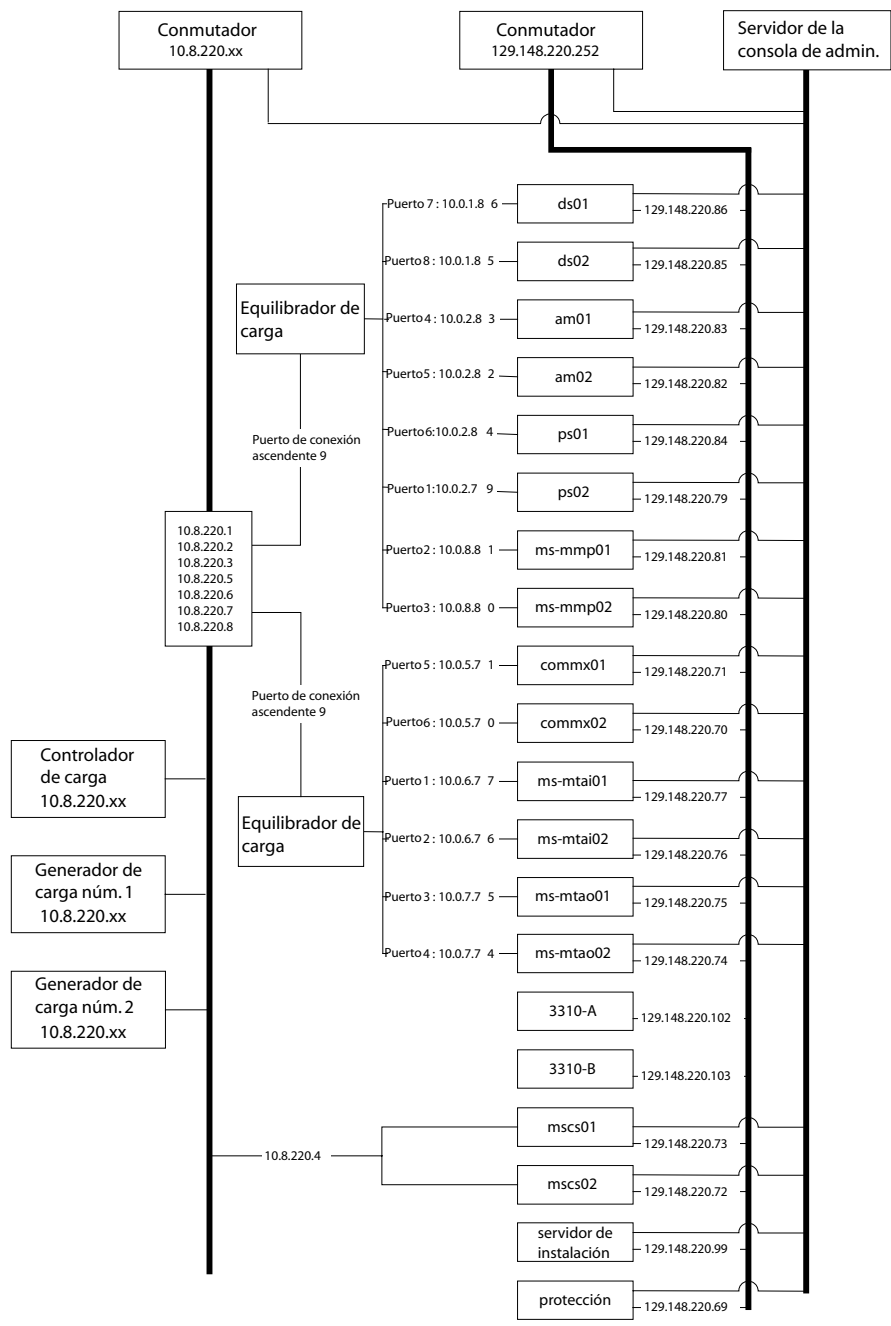 Conmutador
10.8.220.xx
Conmutador
129.148.220.252
Servidor de la
consola de admin.
Puerto 7 : 10.0.1.8 6
ds01
129.148.220.86
Puerto 8 : 10.0.1.8 5
ds02
129.148.220.85
Equilibrador de
carga
Puerto 4 : 10.0.2.8 3
am01
129.148.220.83
Puerto 5 : 10.0.2.8 2
am02
129.148.220.82
Puerto de conexión
ascendente 9
Puerto 6:10.0.2.8 4
ps01
129.148.220.84
Puerto 1:10.0.2.7 9
ps02
129.148.220.79
10.8.220.1
10.8.220.2
10.8.220.3
10.8.220.5
10.8.220.6
10.8.220.7
10.8.220.8
Puerto 2 : 10.0.8.8 1
ms-mmp01
129.148.220.81
Puerto 3 : 10.0.8.8 0
ms-mmp02
129.148.220.80
Puerto 5 : 10.0.5.7 1
commx01
129.148.220.71
Puerto de conexión
ascendente 9
Puerto 6 : 10.0.5.7 0
commx02
129.148.220.70
Controlador
de carga
10.8.220.xx
Puerto 1 : 10.0.6.7 7
ms-mtai01
129.148.220.77
Equilibrador de
carga
Puerto 2 : 10.0.6.7 6
ms-mtai02
129.148.220.76
Generador de
carga núm. 1
10.8.220.xx
Puerto 3 : 10.0.7.7 5
ms-mtao01
129.148.220.75
Puerto 4 : 10.0.7.7 4
ms-mtao02
129.148.220.74
Generador de
carga núm. 2
10.8.220.xx
3310-A
129.148.220.102
3310-B
129.148.220.103
mscs01
129.148.220.73
10.8.220.4
mscs02
129.148.220.72
servidor de
instalación
129.148.220.99
protección
129.148.220.69